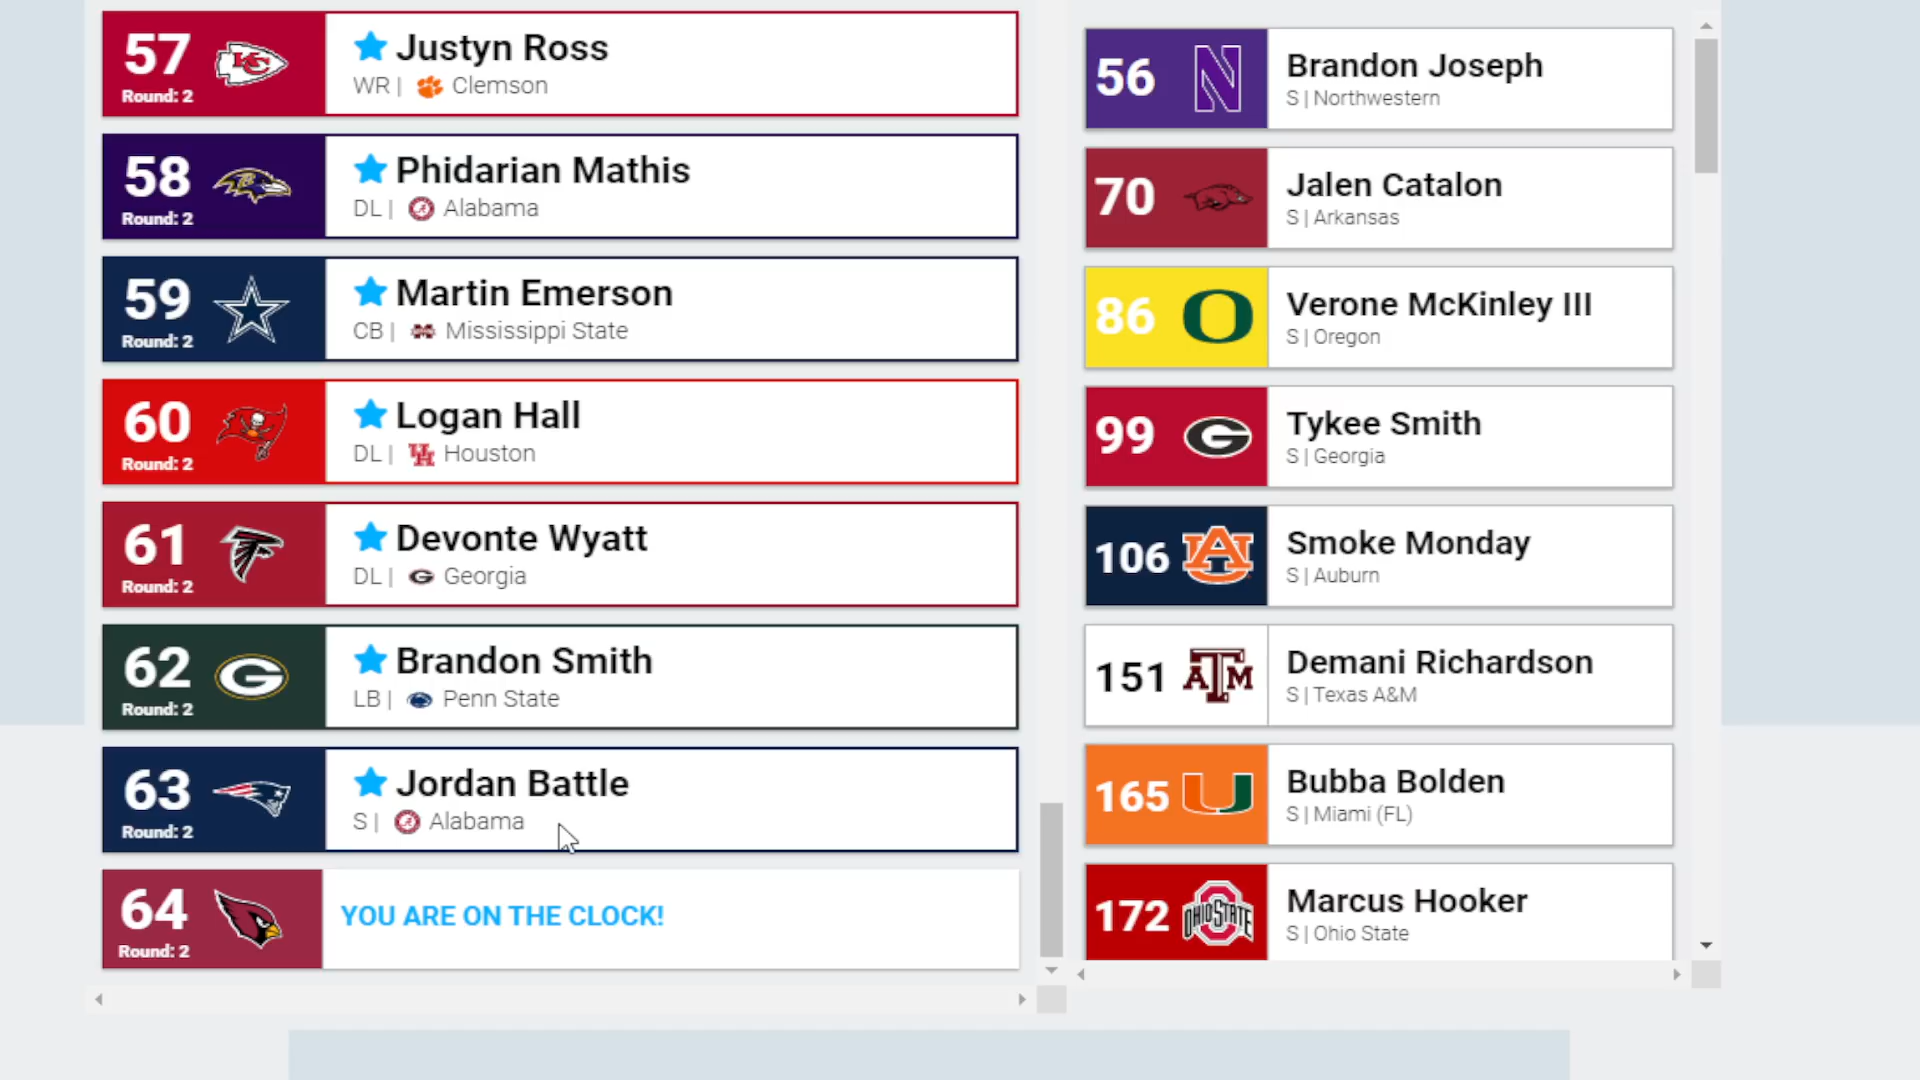 57
Round: 2
Justyn Ross
WR | Clemson
58
Round: 2
Phidarian Mathis
DL | Alabama
59
Round: 2
Martin Emerson
CB | Mississippi State
60
Round: 2
Logan Hall
DL | Houston
61
Round: 2
Devonte Wyatt
DL | Georgia
62
Round: 2
Brandon Smith
LB | Penn State
63
Round: 2
Jordan Battle
S | Alabama
64
Round: 2
YOU ARE ON THE CLOCK!
56
Brandon Joseph
S | Northwestern
70
Jalen Catalon
S | Arkansas
86
Verone McKinley III
S | Oregon
99
Tykee Smith
S | Georgia
106
Smoke Monday
S | Auburn
151
Demani Richardson
S | Texas A&M
165
Bubba Bolden
S | Miami (FL)
172
OHIO STATE
Marcus Hooker
S | Ohio State